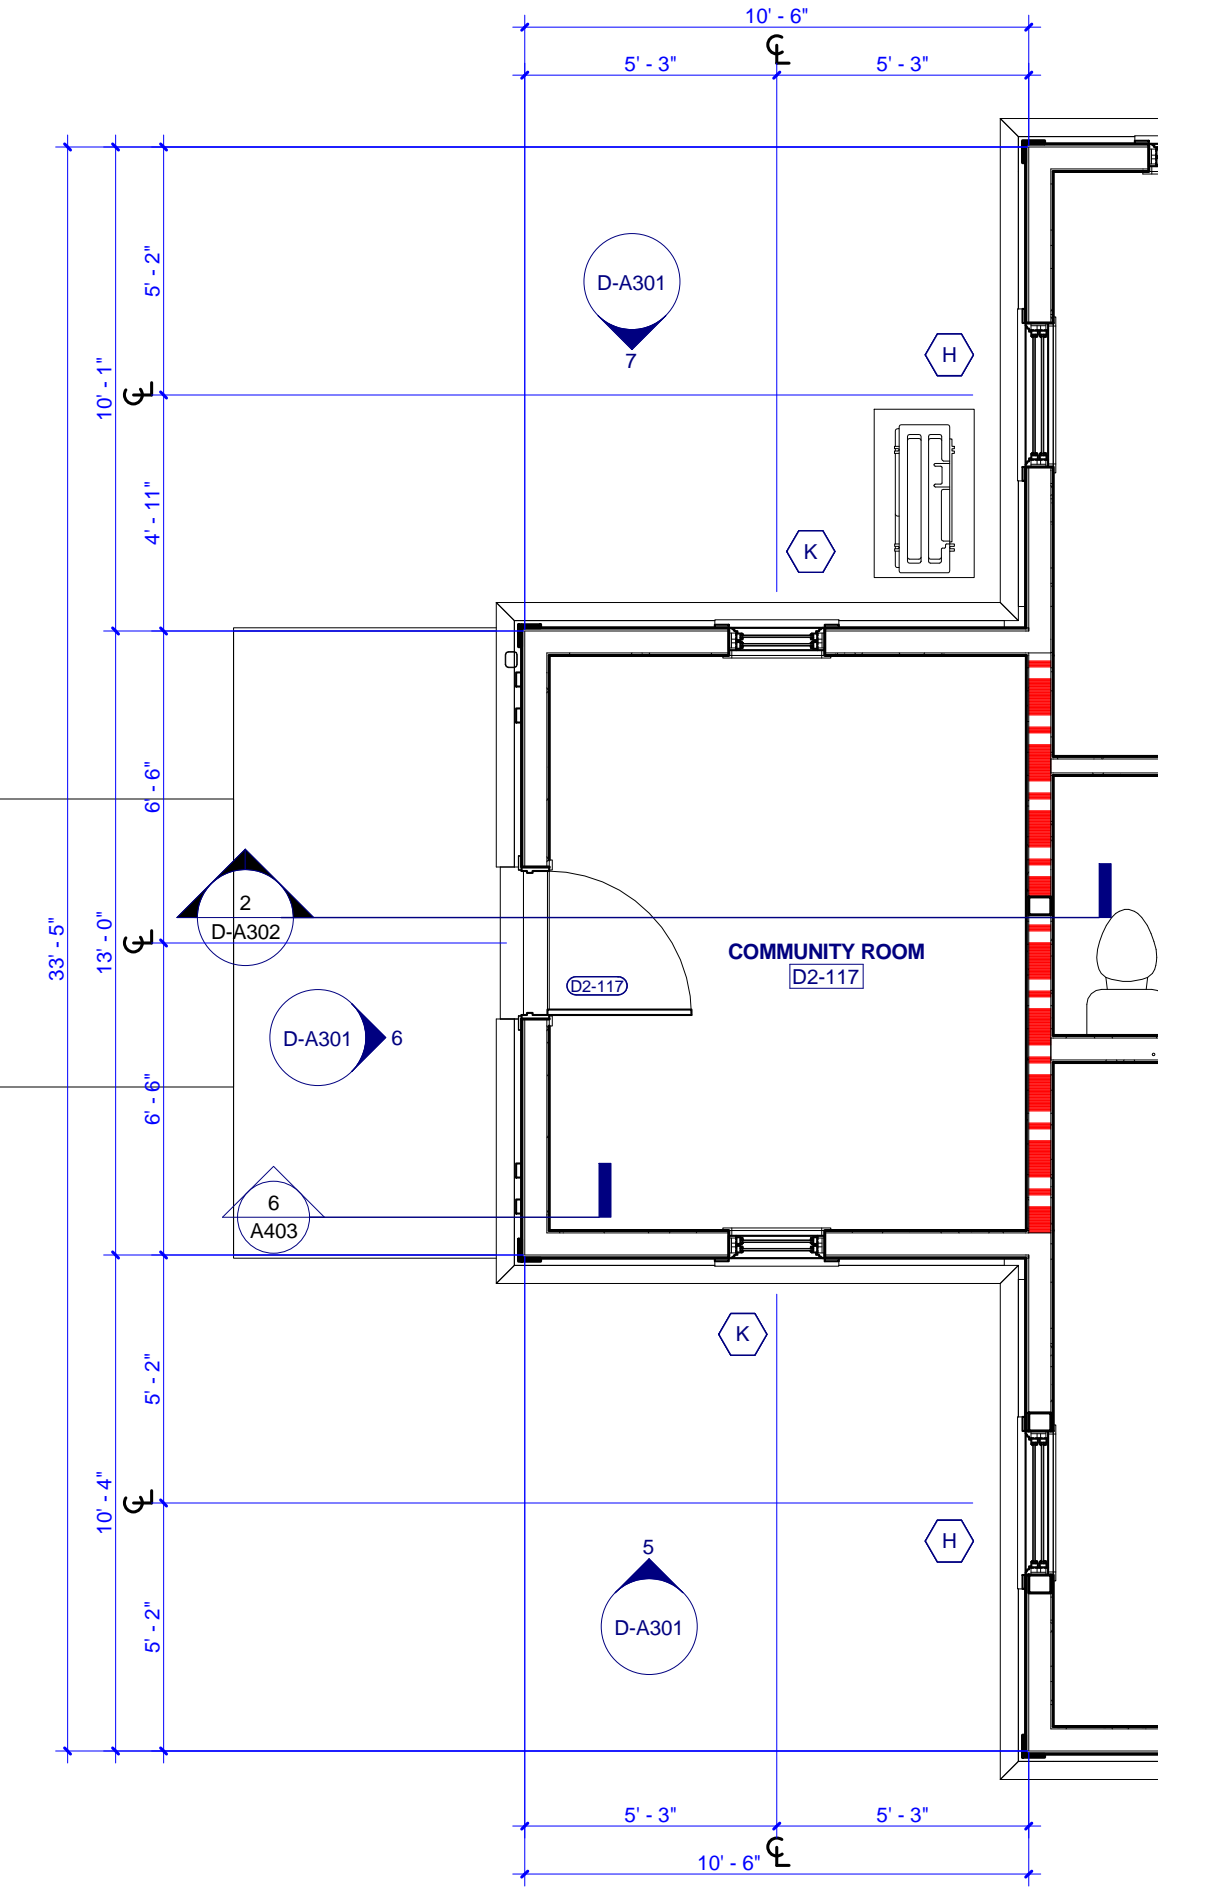 10' - 6"
℄
5' - 3"
5' - 3"
5' - 2"
D-A301
7
H
10' - 1"
℄
4' - 11"
K
6' - 6"
2
D-A302
33' - 5"
13' - 0"
℄
COMMUNITY ROOM
D2-117
D2-117
D-A301
6
6' - 6"
6
A403
K
5' - 2"
10' - 4"
℄
H
5
D-A301
5' - 2"
5' - 3"
5' - 3"
℄
10' - 6"